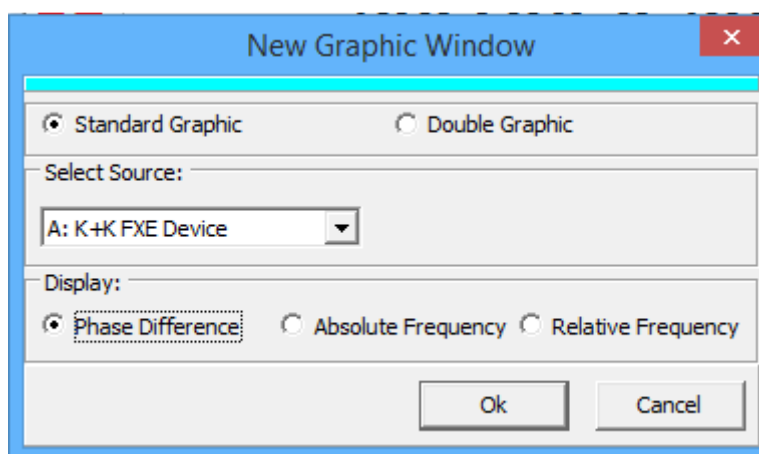 New Graphic Window
Standard Graphic Double Graphic
Select Source:
A: K+K FXE Device
Display:
Phase Difference Absolute Frequency Relative Frequency
Ok Cancel